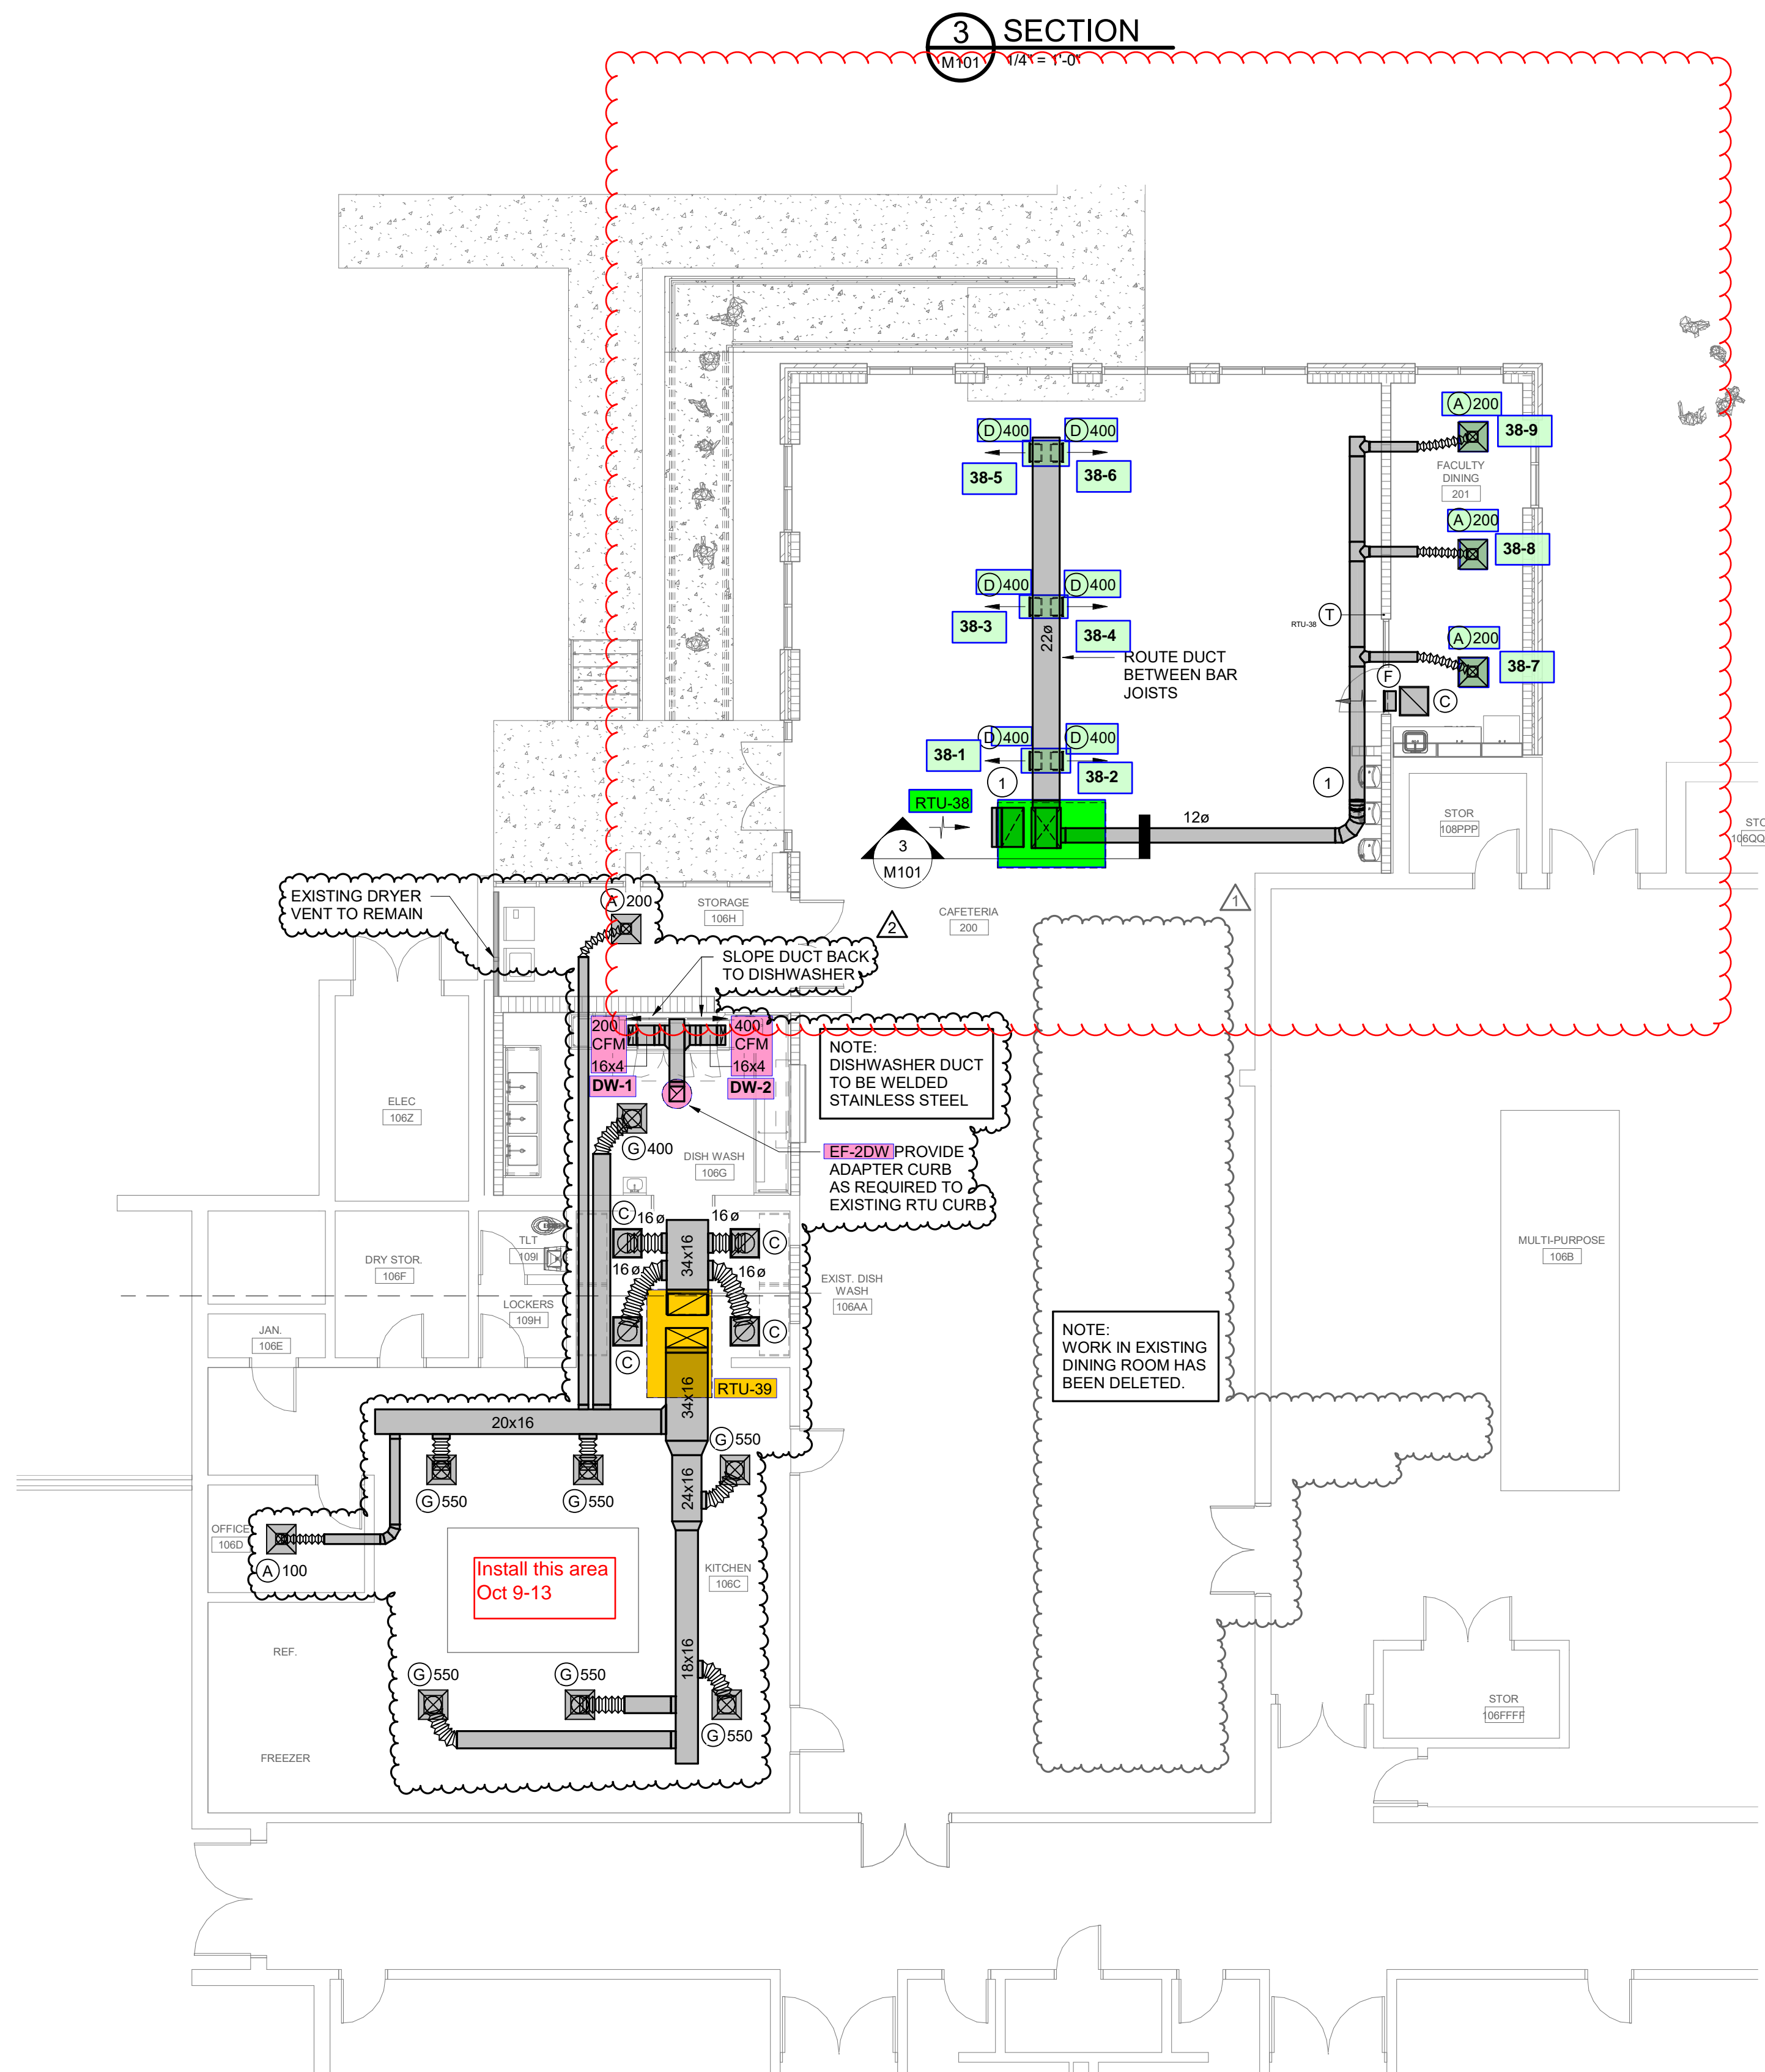 3
SECTION
M101
1/4" = 1'-0"
D 400
D 400
A 200
38-9
38-5
38-6
FACULTY
DINING
201
A 200
38-8
D 400
D 400
38-3
38-4
22ø
T
RTU-38
A 200
38-7
ROUTE DUCT
BETWEEN BAR
JOISTS
F
C
D 400
D 400
38-1
38-2
1
1
RTU-38
12ø
3
M101
STOR
108PPP
106QQ
EXISTING DRYER
VENT TO REMAIN
A 200
STORAGE
106H
2
CAFETERIA
200
1
SLOPE DUCT BACK
TO DISHWASHER
200
CFM
16x4
DW-1
400
CFM
16x4
DW-2
NOTE:
DISHWASHER DUCT
TO BE WELDED
STAINLESS STEEL
ELEC
106Z
G 400
DISH WASH
106G
EF-2DW PROVIDE
ADAPTER CURB
AS REQUIRED TO
EXISTING RTU CURB
C
16ø
16ø
C
34x16
TLT
109I
DRY STOR.
106F
16ø
16ø
MULTI-PURPOSE
106B
EXIST. DISH
WASH
106AA
LOCKERS
109H
JAN.
106E
C
C
NOTE:
WORK IN EXISTING
DINING ROOM HAS
BEEN DELETED.
RTU-39
34x16
20x16
G 550
24x16
G 550
G 550
OFFICE
106D
A 100
Install this area
Oct 9-13
KITCHEN
106C
REF.
18x16
G 550
G 550
G 550
STOR
106FFFF
FREEZER